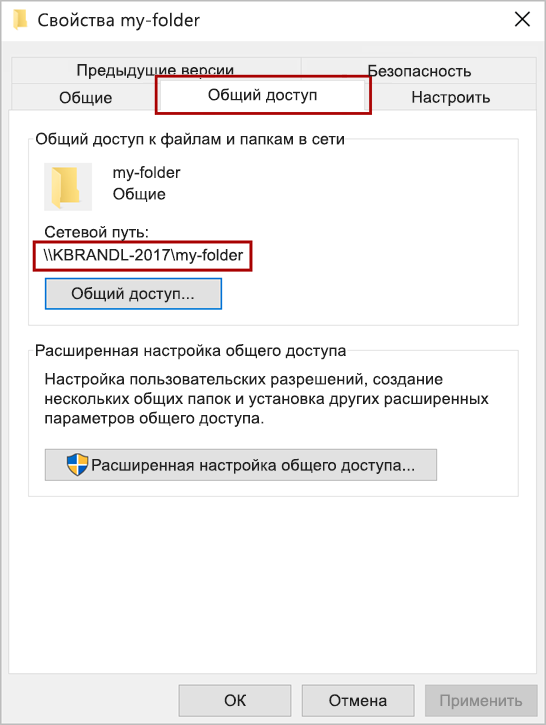 Свойства my-folder
Предыдущие версии
Безопасность
Общие
Общий доступ
Настроить
Общий доступ к файлам и папкам в сети
my-folder
Общие
Сетевой путь:
\\KBRANDL-2017\my-folder
Общий доступ...
Расширенная настройка общего доступа
Настройка пользовательских разрешений, создание
нескольких общих папок и установка других расширенных
параметров общего доступа.
Расширенная настройка общего доступа...
ОК
Отмена
Применить